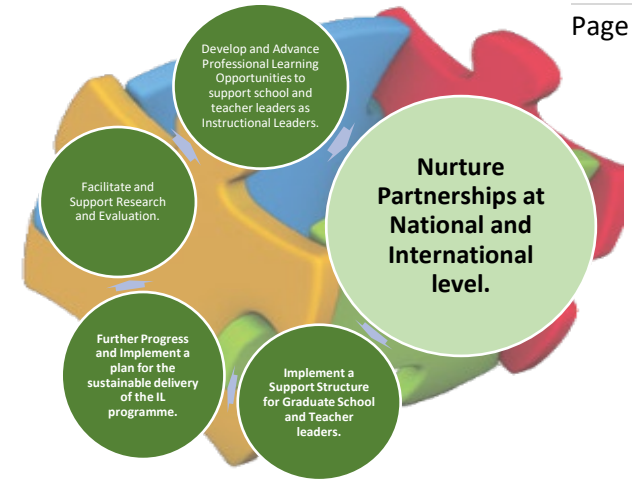 Page
Develop and Advance
Professional Learning
Opportunities to
support school and
teacher leaders as
Instructional Leaders.
Nurture
Partnerships at
National and
International
level.
Facilitate and
Support Research
and Evaluation.
Further Progress
and Implement a
plan for the
sustainable delivery
of the IL
programme.
Implement a
Support Structure
for Graduate School
and Teacher
leaders.